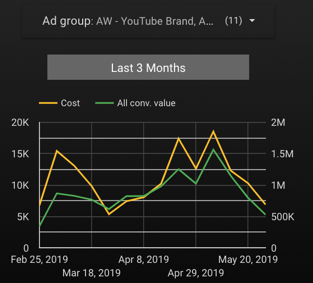 Ad group: AW - YouTube Brand, A... (11)
Last 3 Months
Cost All conv. value
20K 2M
15K 1.5M
10K 1M
5K 500K
0 0
Feb 25, 2019 Apr 8, 2019 May 20, 2019
Mar 18, 2019 Apr 29, 2019